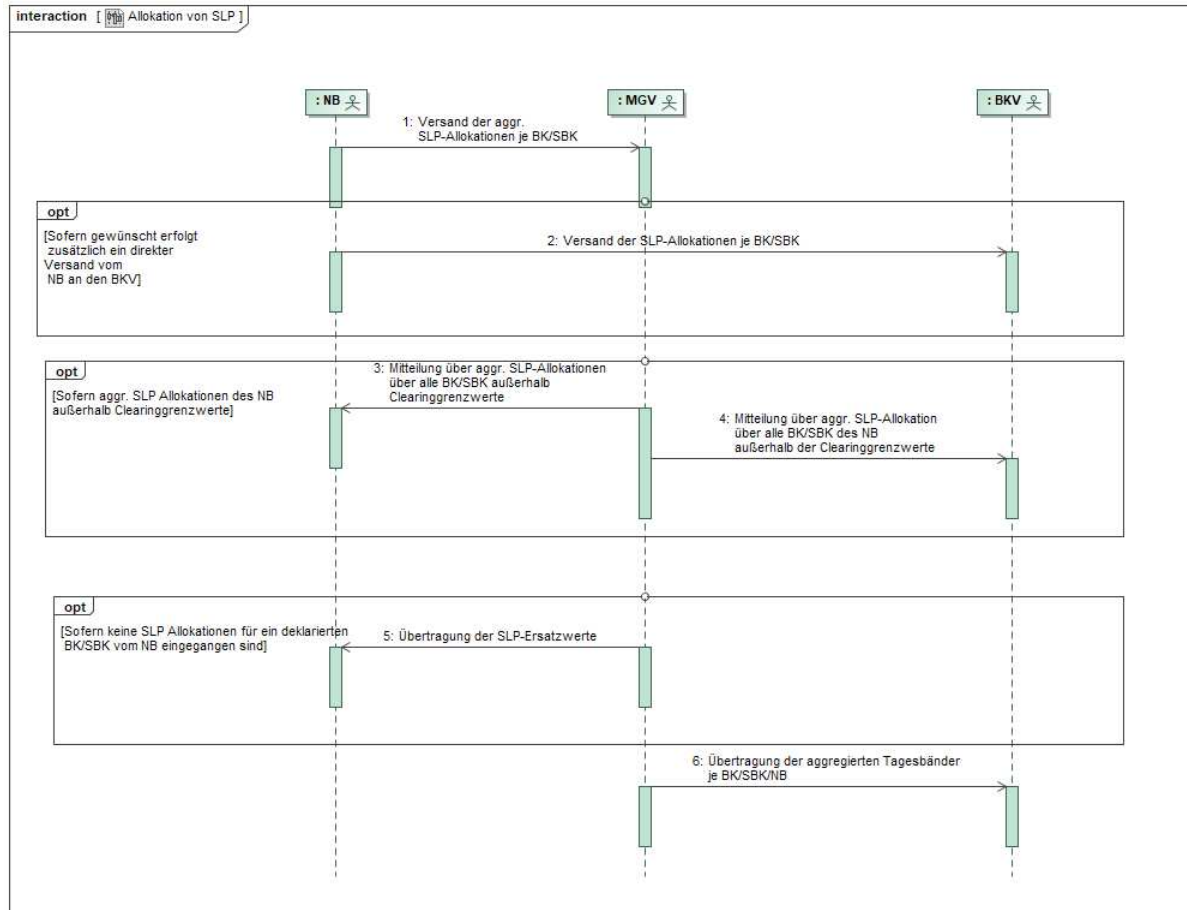 interaction [ Allokation von SLP ]
: NB
: MGV
: BKV
1: Versand der aggr.
SLP-Allokationen je BK/SBK
opt
[Sofern gewünscht erfolgt
zusätzlich ein direkter
Versand vom
NB an den BKV]
2: Versand der SLP-Allokationen je BK/SBK
opt
[Sofern aggr. SLP Allokationen des NB
außerhalb Clearinggrenzwerte]
3: Mitteilung über aggr. SLP-Allokationen
über alle BK/SBK außerhalb
Clearinggrenzwerte
4: Mitteilung über aggr. SLP-Allokation
über alle BK/SBK des NB
außerhalb der Clearinggrenzwerte
opt
[Sofern keine SLP Allokationen für ein deklarierten
BK/SBK vom NB eingegangen sind]
5: Übertragung der SLP-Ersatzwerte
6: Übertragung der aggregierten Tagesbänder
je BK/SBK/NB